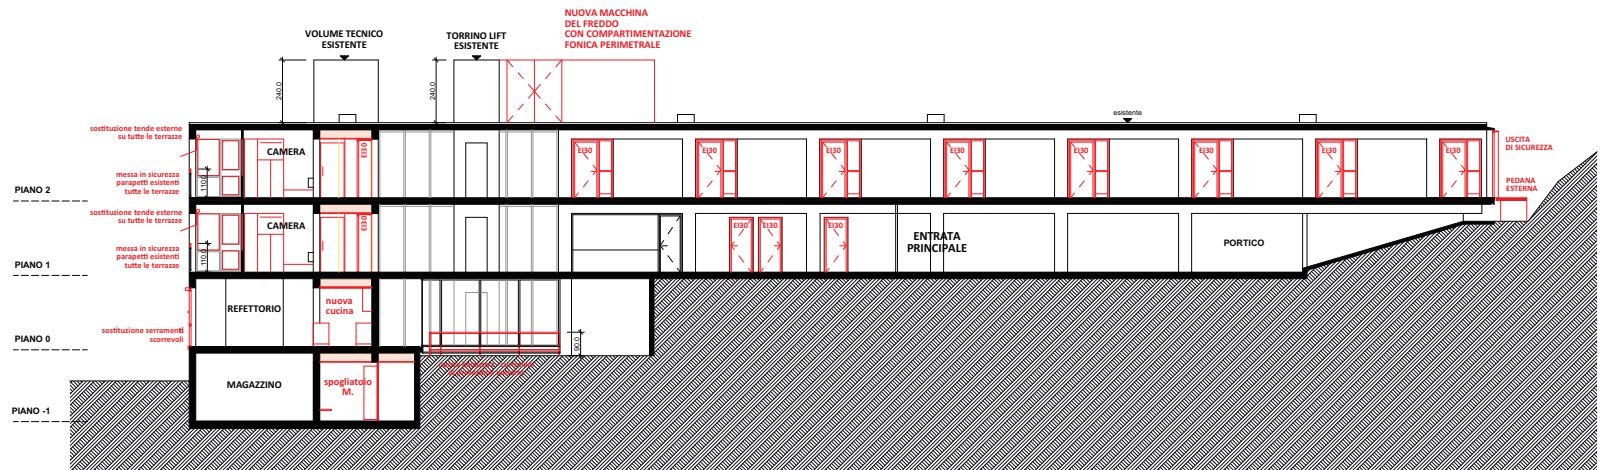 NUOVA MACCHINA
DEL FREDDO
CON COMPARTIMENTAZIONE
FONICA PERIMETRALE
VOLUME TECNICO
ESISTENTE
TORRINO LIFT
ESISTENTE
240.0
240.0
esistente
sostituzione tende esterne
su tutte le terrazze
CAMERA
EI30
EI30
EI30
EI30
EI30
EI30
EI30
EI30
EI30
USCITA
DI SICUREZZA
messa in sicurezza
parapetti esistenti
tutte le terrazze
110.0
PEDANA
ESTERNA
PIANO 2
sostituzione tende esterne
su tutte le terrazze
CAMERA
EI30
EI30
EI30
EI30
ENTRATA
PRINCIPALE
PORTICO
messa in sicurezza
parapetti esistenti
tutte le terrazze
110.0
PIANO 1
REFETTORIO
nuova
cucina
sostituzione serramenti
scorrevoli
90.0
PIANO 0
MAGAZZINO
spogliatoio
M.
PIANO -1